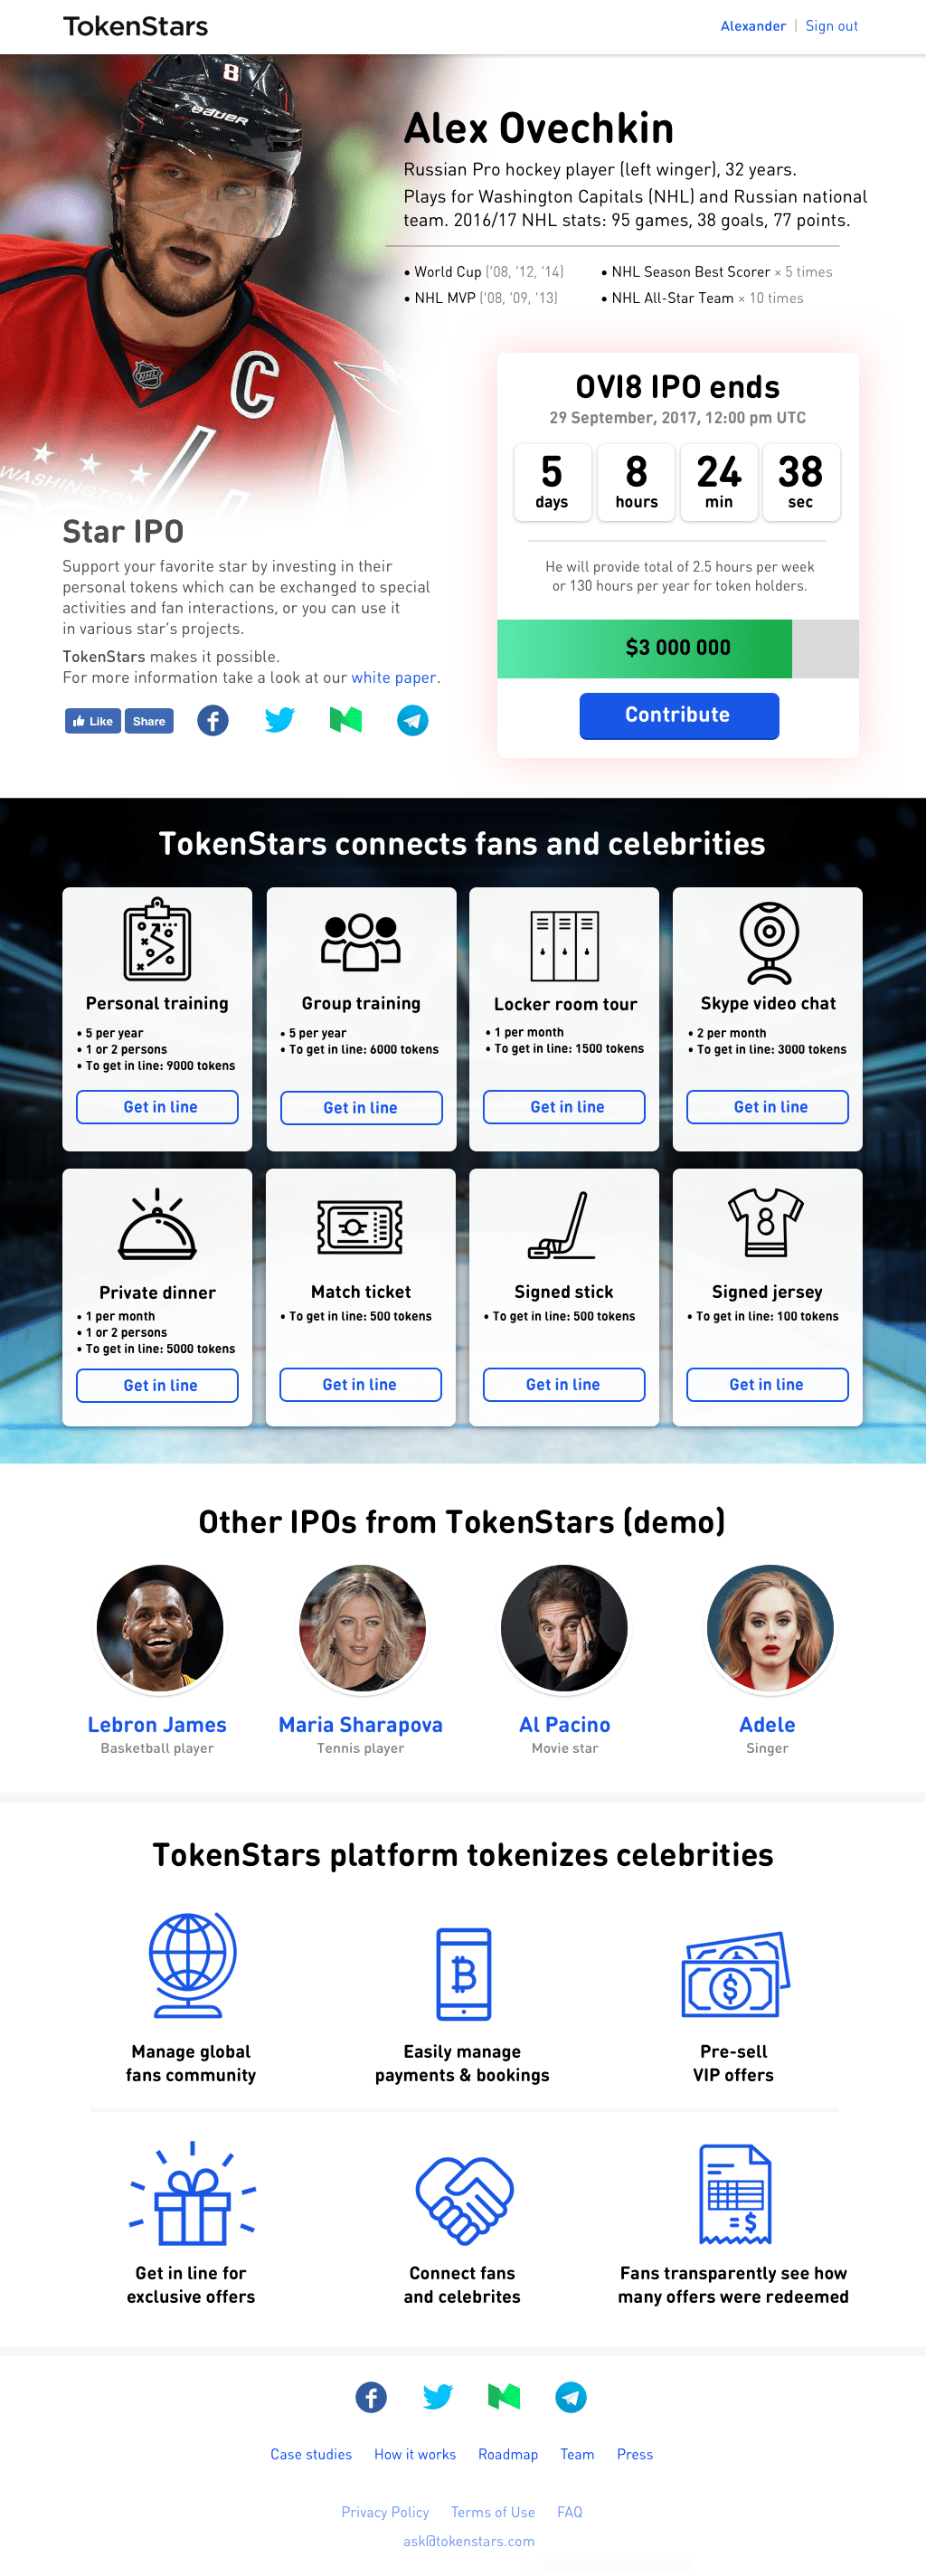 TokenStars
Alexander | Sign out
8
BAUER
Alex Ovechkin
Russian Pro hockey player (left winger), 32 years.
Plays for Washington Capitals (NHL) and Russian national
team. 2016/17 NHL stats: 95 games, 38 goals, 77 points.
• World Cup ('08, '12, '14)
• NHL Season Best Scorer × 5 times
• NHL MVP ('08, '09, '13)
• NHL All-Star Team × 10 times
C
NHL
WASHINGTON
OVI8 IPO ends
29 September, 2017, 12:00 pm UTC
5 8 24 38
days hours min sec
He will provide total of 2.5 hours per week
or 130 hours per year for token holders.
$3 000 000
Contribute
Star IPO
Support your favorite star by investing in their
personal tokens which can be exchanged to special
activities and fan interactions, or you can use it
in various star's projects.
TokenStars makes it possible.
For more information take a look at our white paper.
Like Share
TokenStars connects fans and celebrities
Personal training
• 5 per year
• 1 or 2 persons
• To get in line: 9000 tokens
Get in line
Group training
• 5 per year
• To get in line: 6000 tokens
Get in line
Locker room tour
• 1 per month
• To get in line: 1500 tokens
Get in line
Skype video chat
• 2 per month
• To get in line: 3000 tokens
Get in line
Private dinner
• 1 per month
• 1 or 2 persons
• To get in line: 5000 tokens
Get in line
Match ticket
• To get in line: 500 tokens
Get in line
Signed stick
• To get in line: 500 tokens
Get in line
8
Signed jersey
• To get in line: 100 tokens
Get in line
Other IPOs from TokenStars (demo)
Lebron James
Basketball player
Maria Sharapova
Tennis player
Al Pacino
Movie star
Adele
Singer
TokenStars platform tokenizes celebrities
Manage global
fans community
Easily manage
payments & bookings
$
Pre-sell
VIP offers
Get in line for
exclusive offers
Connect fans
and celebrites
= $
Fans transparently see how
many offers were redeemed
Case studies How it works Roadmap Team Press
Privacy Policy Terms of Use FAQ
ask@tokenstars.com